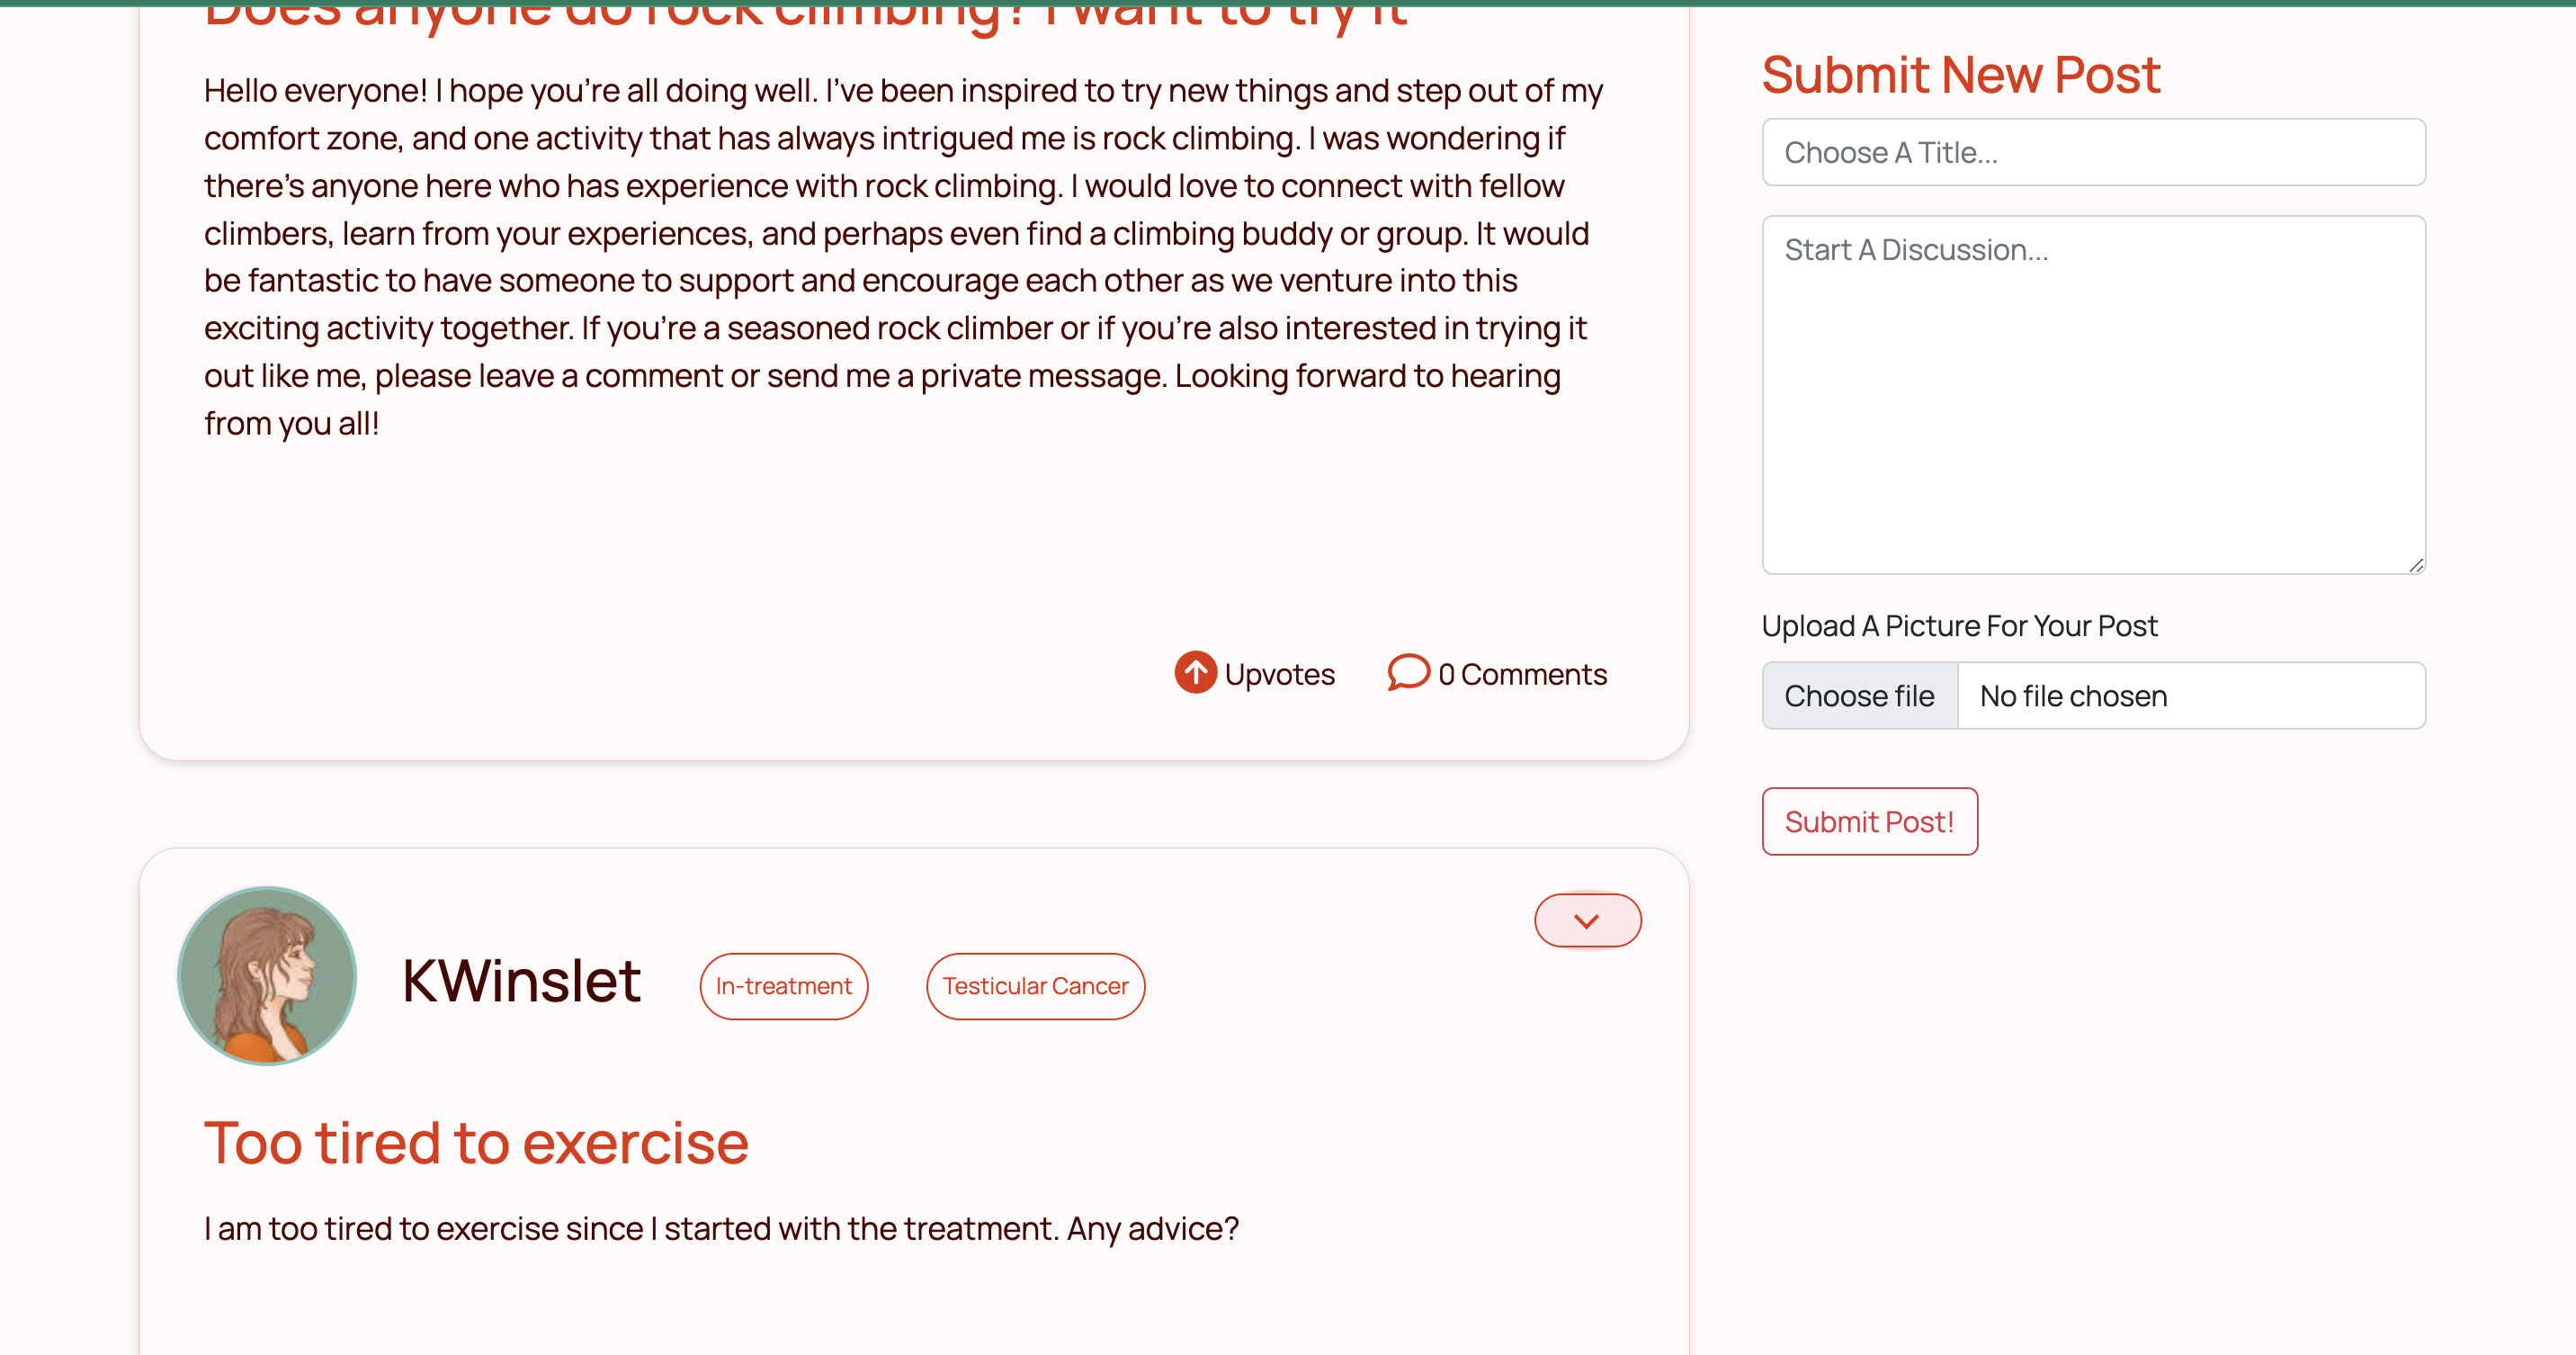 Does anyone do rock climbing? I want to try it
Hello everyone! I hope you’re all doing well. I’ve been inspired to try new things and step out of my
comfort zone, and one activity that has always intrigued me is rock climbing. I was wondering if
there’s anyone here who has experience with rock climbing. I would love to connect with fellow
climbers, learn from your experiences, and perhaps even find a climbing buddy or group. It would
be fantastic to have someone to support and encourage each other as we venture into this
exciting activity together. If you’re a seasoned rock climber or if you’re also interested in trying it
out like me, please leave a comment or send me a private message. Looking forward to hearing
from you all!
Upvotes
0 Comments
KWinslet
In-treatment
Testicular Cancer
Too tired to exercise
I am too tired to exercise since I started with the treatment. Any advice?
Submit New Post
Choose A Title...
Start A Discussion...
Upload A Picture For Your Post
Choose file
No file chosen
Submit Post!